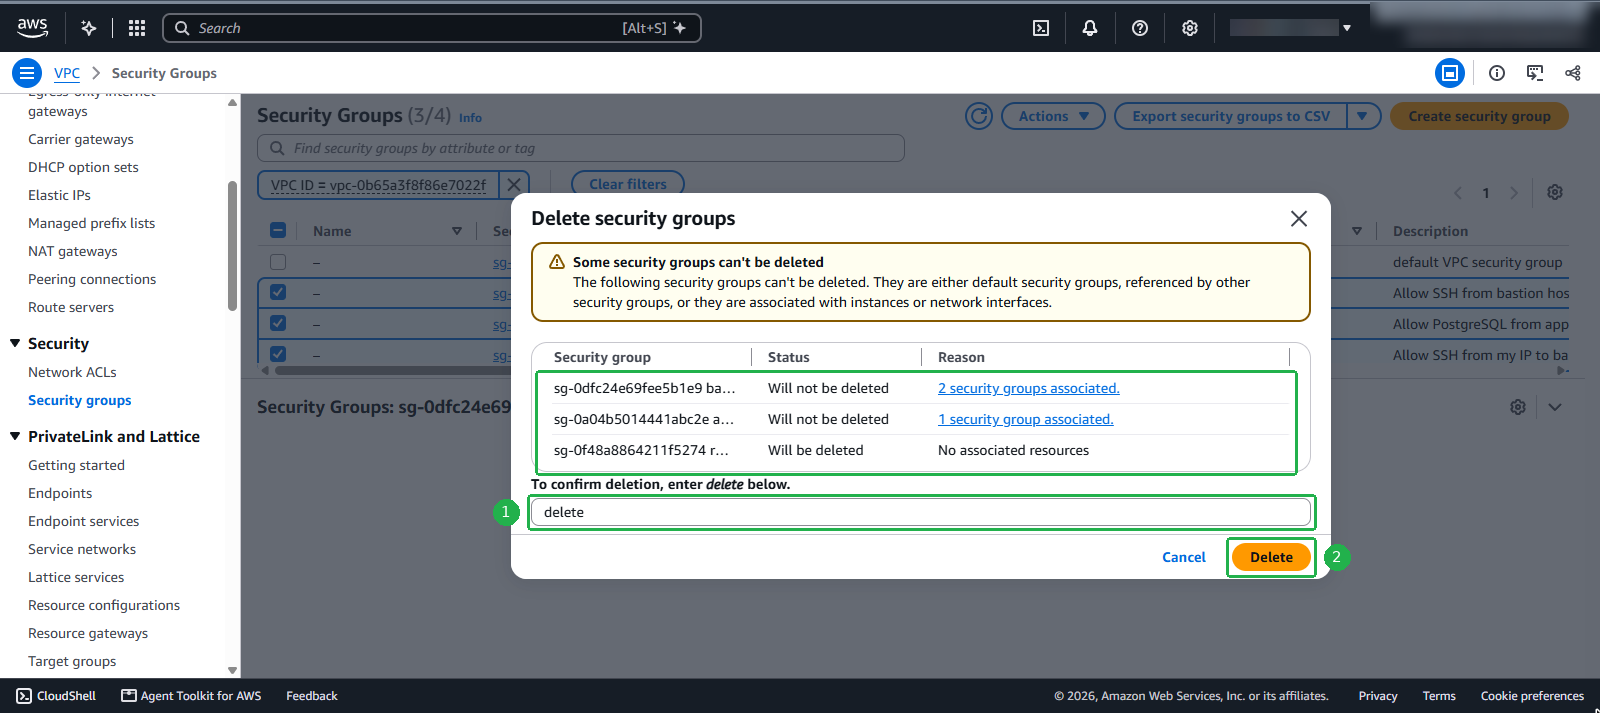 aws
Search
[Alt+S]
VPC
Security Groups
Egress-only internet
gateways
Carrier gateways
DHCP option sets
Elastic IPs
Managed prefix lists
NAT gateways
Peering connections
Route servers
Security
Network ACLs
Security groups
PrivateLink and Lattice
Getting started
Endpoints
Endpoint services
Service networks
Lattice services
Resource configurations
Resource gateways
Target groups
Security Groups (3/4) Info
Actions
Export security groups to CSV
Create security group
Find security groups by attribute or tag
VPC ID = vpc-0b65a3f8f86e7022f
Clear filters
1
Name
Sec
Description
–
sg-
default VPC security group
–
sg-
Allow SSH from bastion hos
–
sg-
Allow PostgreSQL from app
–
sg-
Allow SSH from my IP to ba
Security Groups: sg-0dfc24e69
Delete security groups
Some security groups can't be deleted
The following security groups can't be deleted. They are either default security groups, referenced by other
security groups, or they are associated with instances or network interfaces.
Security group
Status
Reason
sg-0dfc24e69fee5b1e9 ba...
Will not be deleted
2 security groups associated.
sg-0a04b5014441abc2e a...
Will not be deleted
1 security group associated.
sg-0f48a8864211f5274 r...
Will be deleted
No associated resources
To confirm deletion, enter delete below.
1
delete
Cancel
Delete
2
CloudShell
Agent Toolkit for AWS
Feedback
© 2026, Amazon Web Services, Inc. or its affiliates.
Privacy
Terms
Cookie preferences